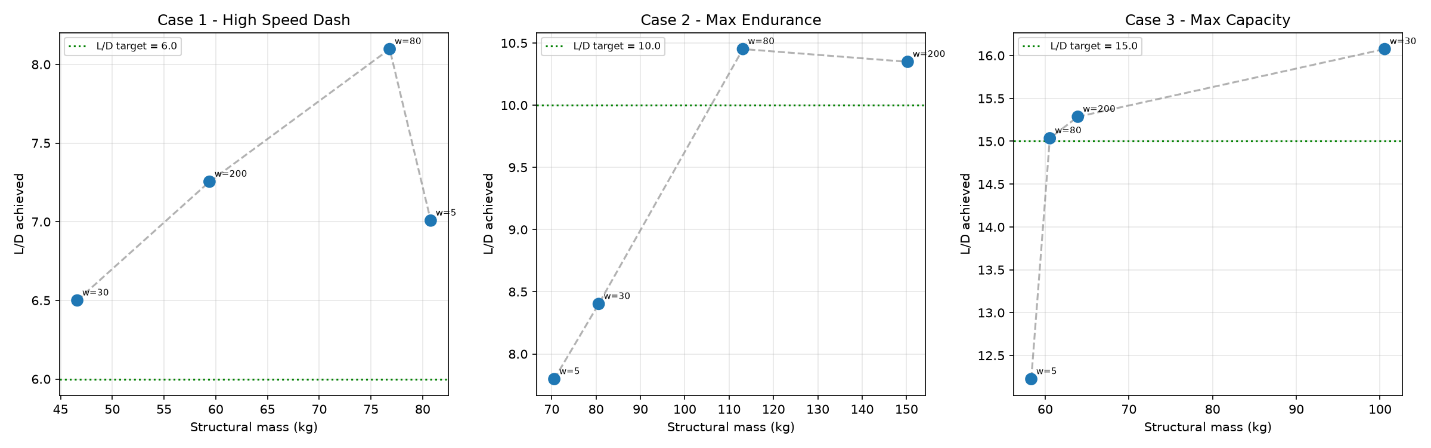 Case 1 - High Speed Dash
L/D target = 6.0
w=80
w=200
w=5
w=30
8.0
7.5
7.0
6.5
6.0
L/D achieved
45 50 55 60 65 70 75 80
Structural mass (kg)
Case 2 - Max Endurance
L/D target = 10.0
w=80
w=200
w=30
w=5
10.5
10.0
9.5
9.0
8.5
8.0
L/D achieved
70 80 90 100 110 120 130 140 150
Structural mass (kg)
Case 3 - Max Capacity
L/D target = 15.0
w=30
w=200
w=80
w=5
16.0
15.5
15.0
14.5
14.0
13.5
13.0
12.5
L/D achieved
60 70 80 90 100
Structural mass (kg)